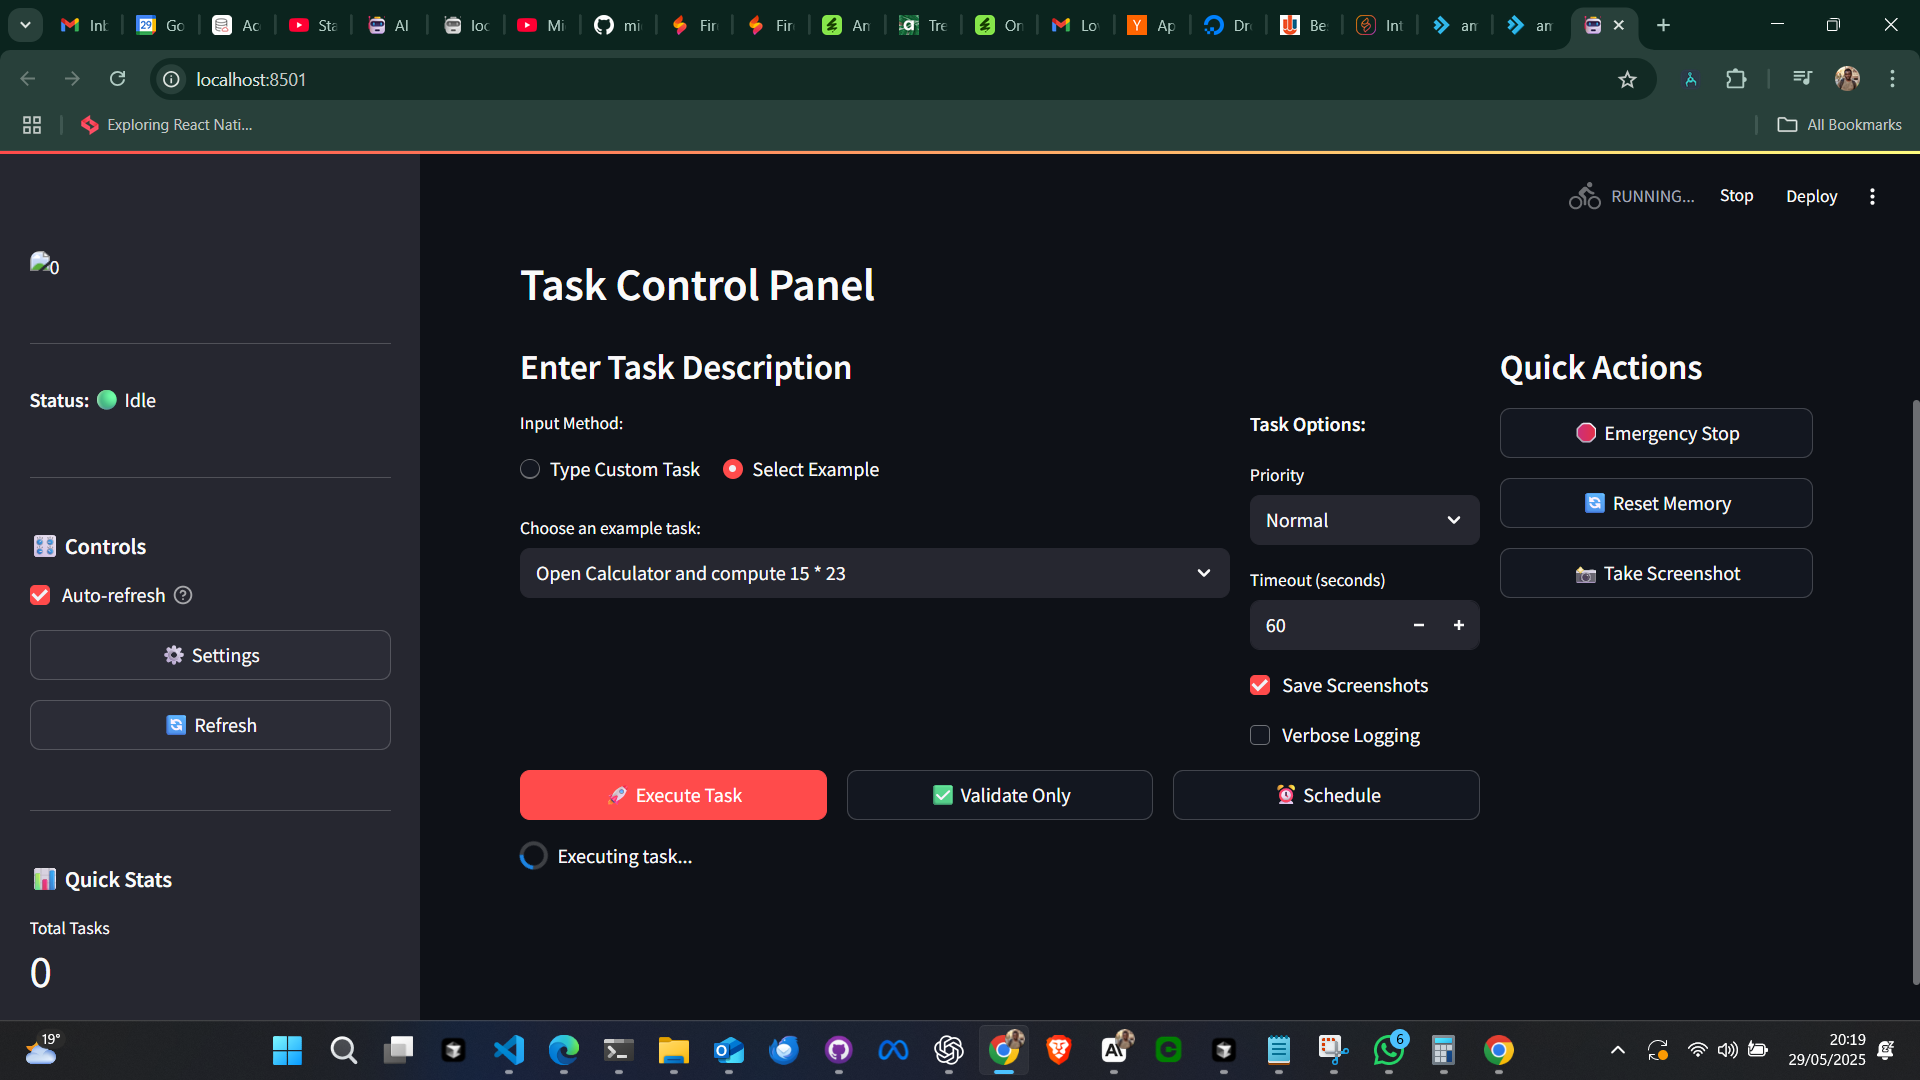 Inb
Go
Ac
Sta
AI
loc
Mi
mi
Fir
Fir
An
Tre
On
Lo
Ap
Dr
Be
Int
am
am
localhost:8501
Exploring React Nati...
All Bookmarks
RUNNING...
Stop
Deploy
0
Status: Idle
Controls
Auto-refresh
Settings
Refresh
Quick Stats
Total Tasks
0
Task Control Panel
Enter Task Description
Input Method:
Type Custom Task
Select Example
Choose an example task:
Open Calculator and compute 15 * 23
Task Options:
Priority
Normal
Timeout (seconds)
60
Save Screenshots
Verbose Logging
Quick Actions
Emergency Stop
Reset Memory
Take Screenshot
Execute Task
Validate Only
Schedule
Executing task...
19°
6
20:19
29/05/2025